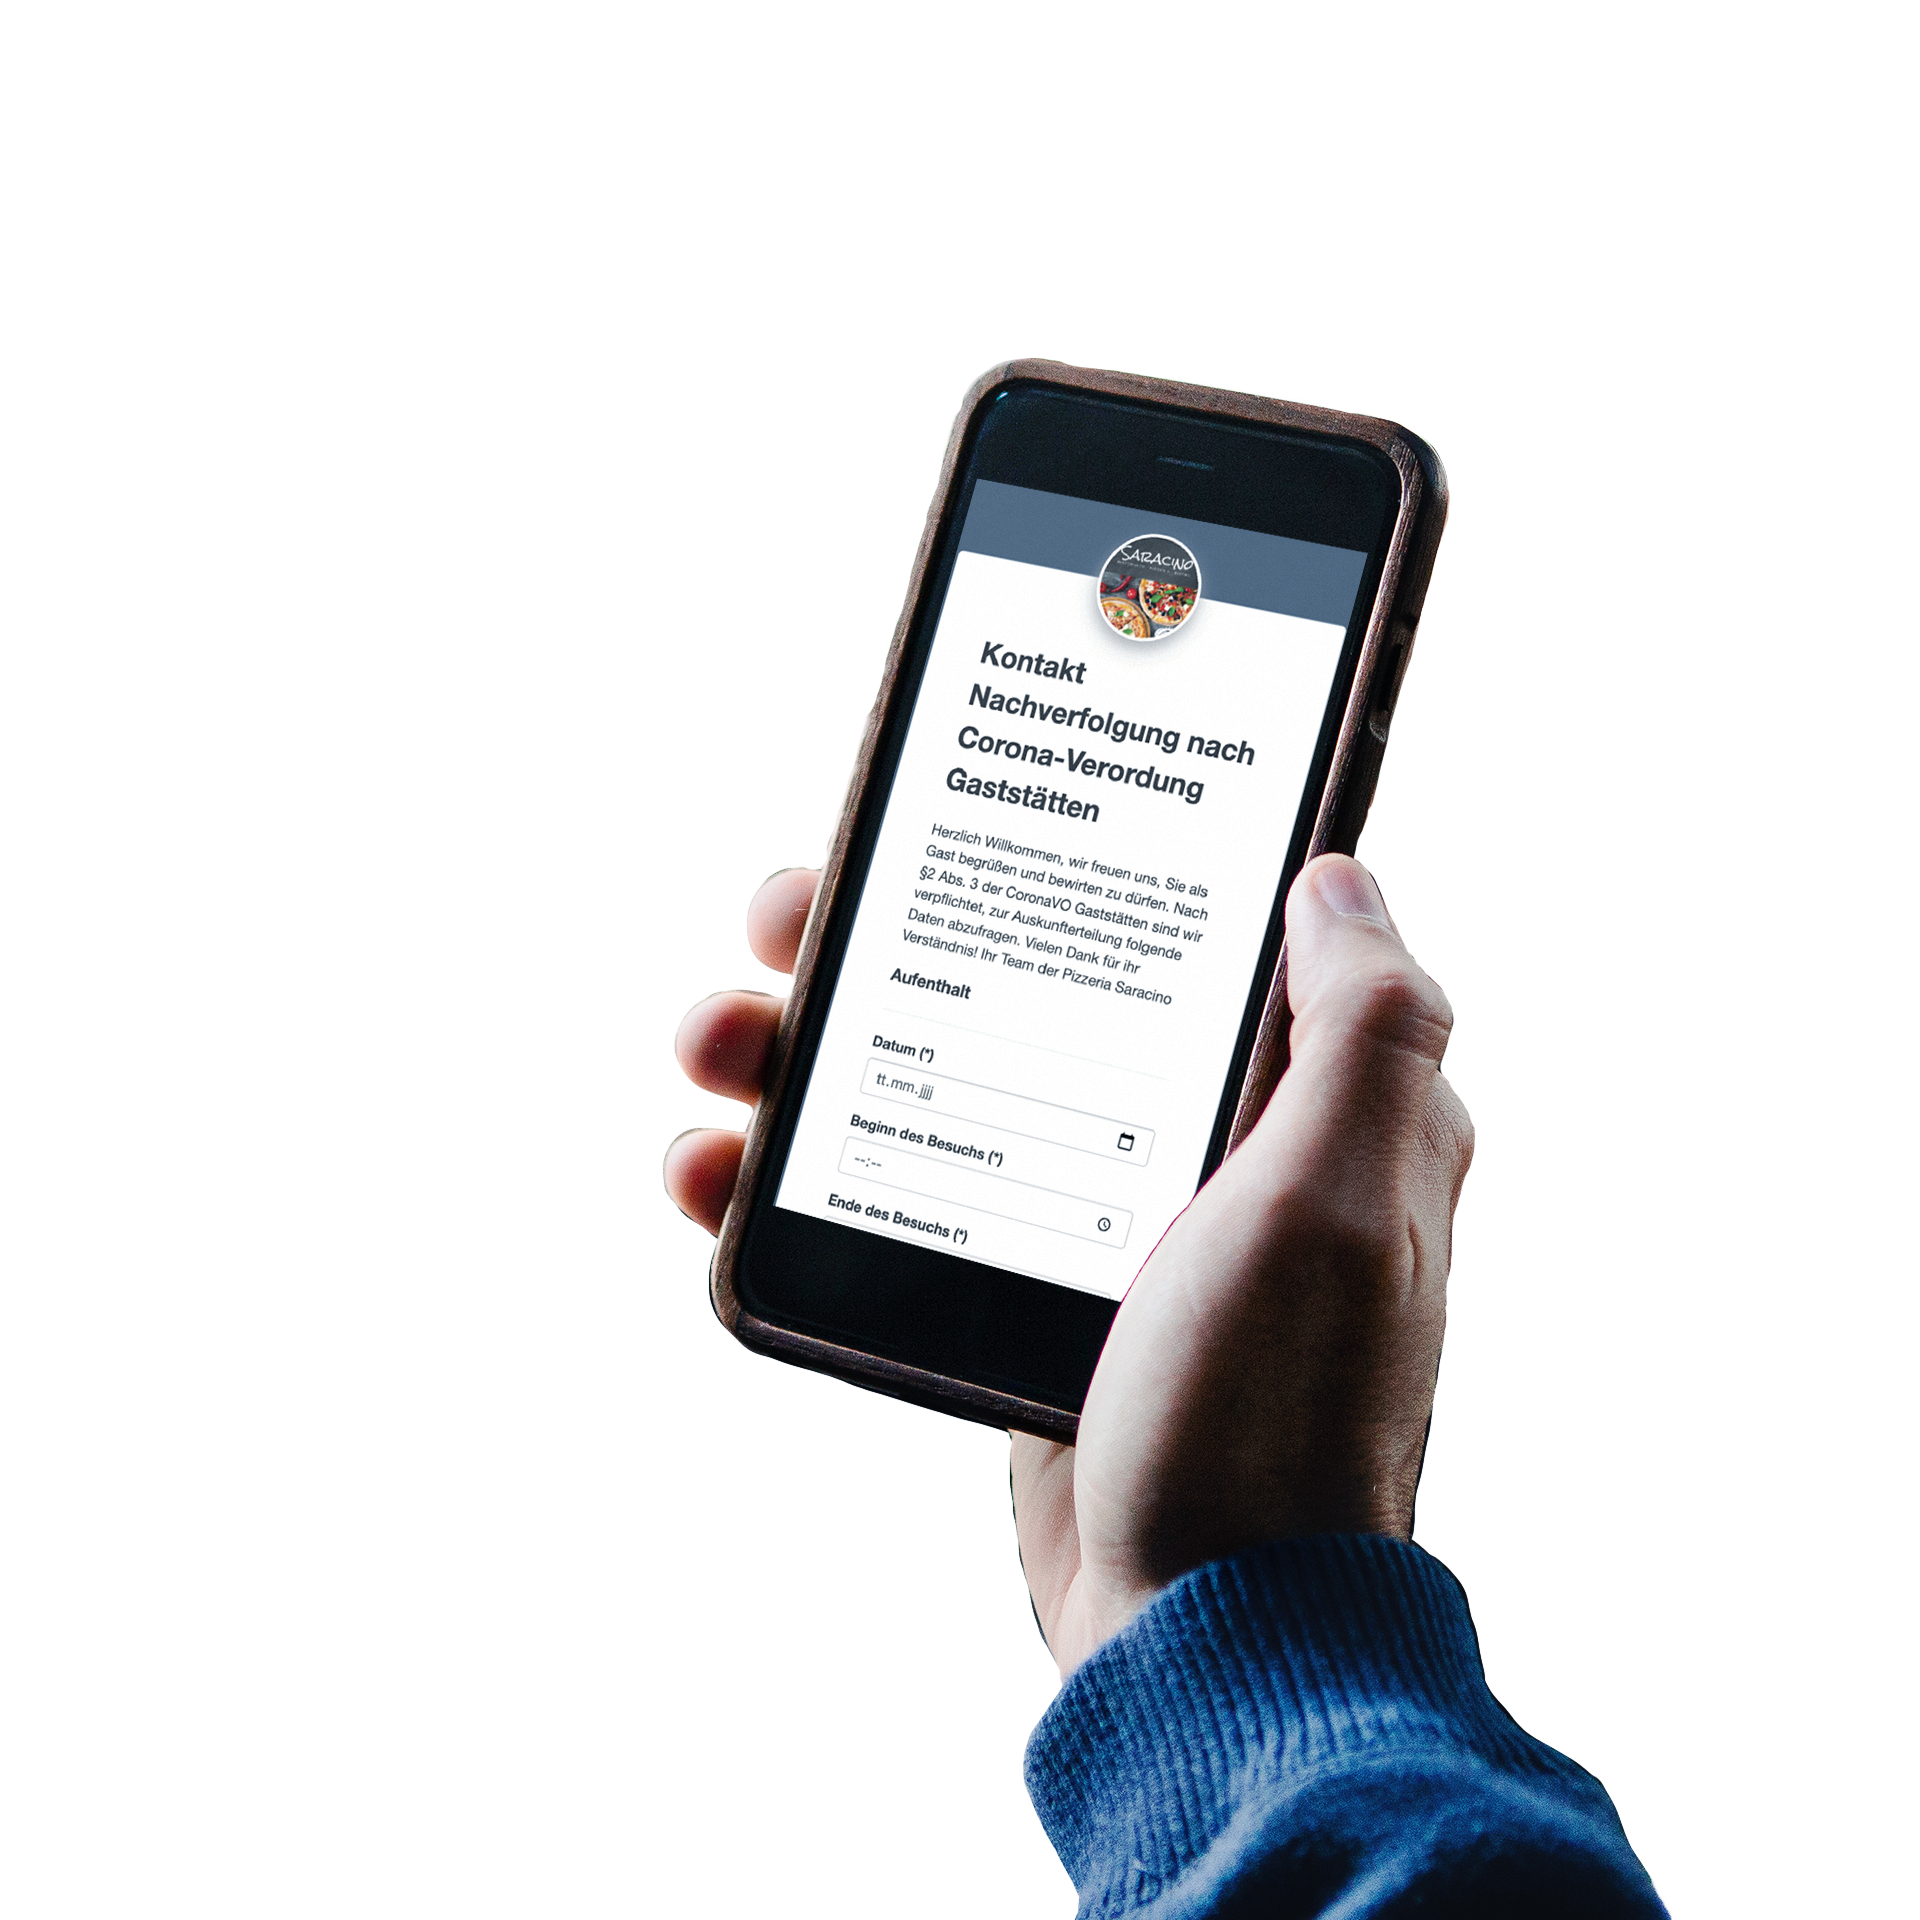 SARACINO
Kontakt
Nachverfolgung nach
Corona-Verordung
Gaststätten
Herzlich Willkommen, wir freuen uns, Sie als
Gast begrüßen und bewirten zu dürfen. Nach
§2 Abs. 3 der CoronaVO Gaststätten sind wir
verpflichtet, zur Auskunfterteilung folgende
Daten abzufragen. Vielen Dank für ihr
Verständnis! Ihr Team der Pizzeria Saracino
Aufenthalt
Datum (*)
tt.mm.jjjj
Beginn des Besuchs (*)
--:--
Ende des Besuchs (*)